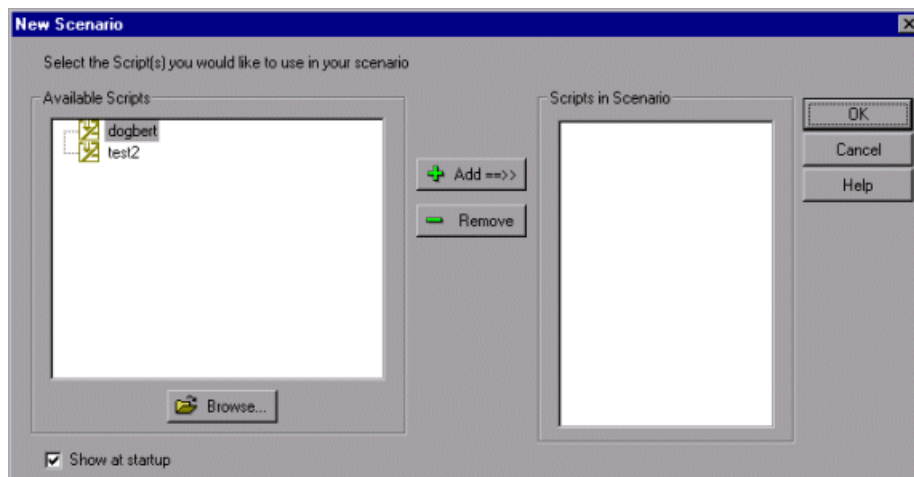 New Scenario
Select the Script(s) you would like to use in your scenario
Available Scripts
dogbert
test2
Add ==>>
Remove
Browse...
Scripts in Scenario
OK
Cancel
Help
Show at startup